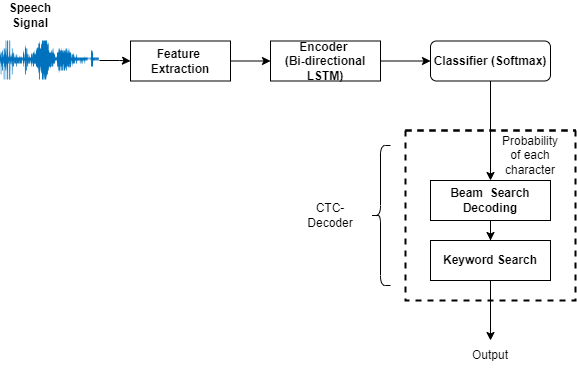 Speech
Signal
Feature
Extraction
Encoder
(Bi-directional
LSTM)
Classifier (Softmax)
Probability
of each
character
Beam Search
Decoding
CTC-
Decoder
Keyword Search
Output